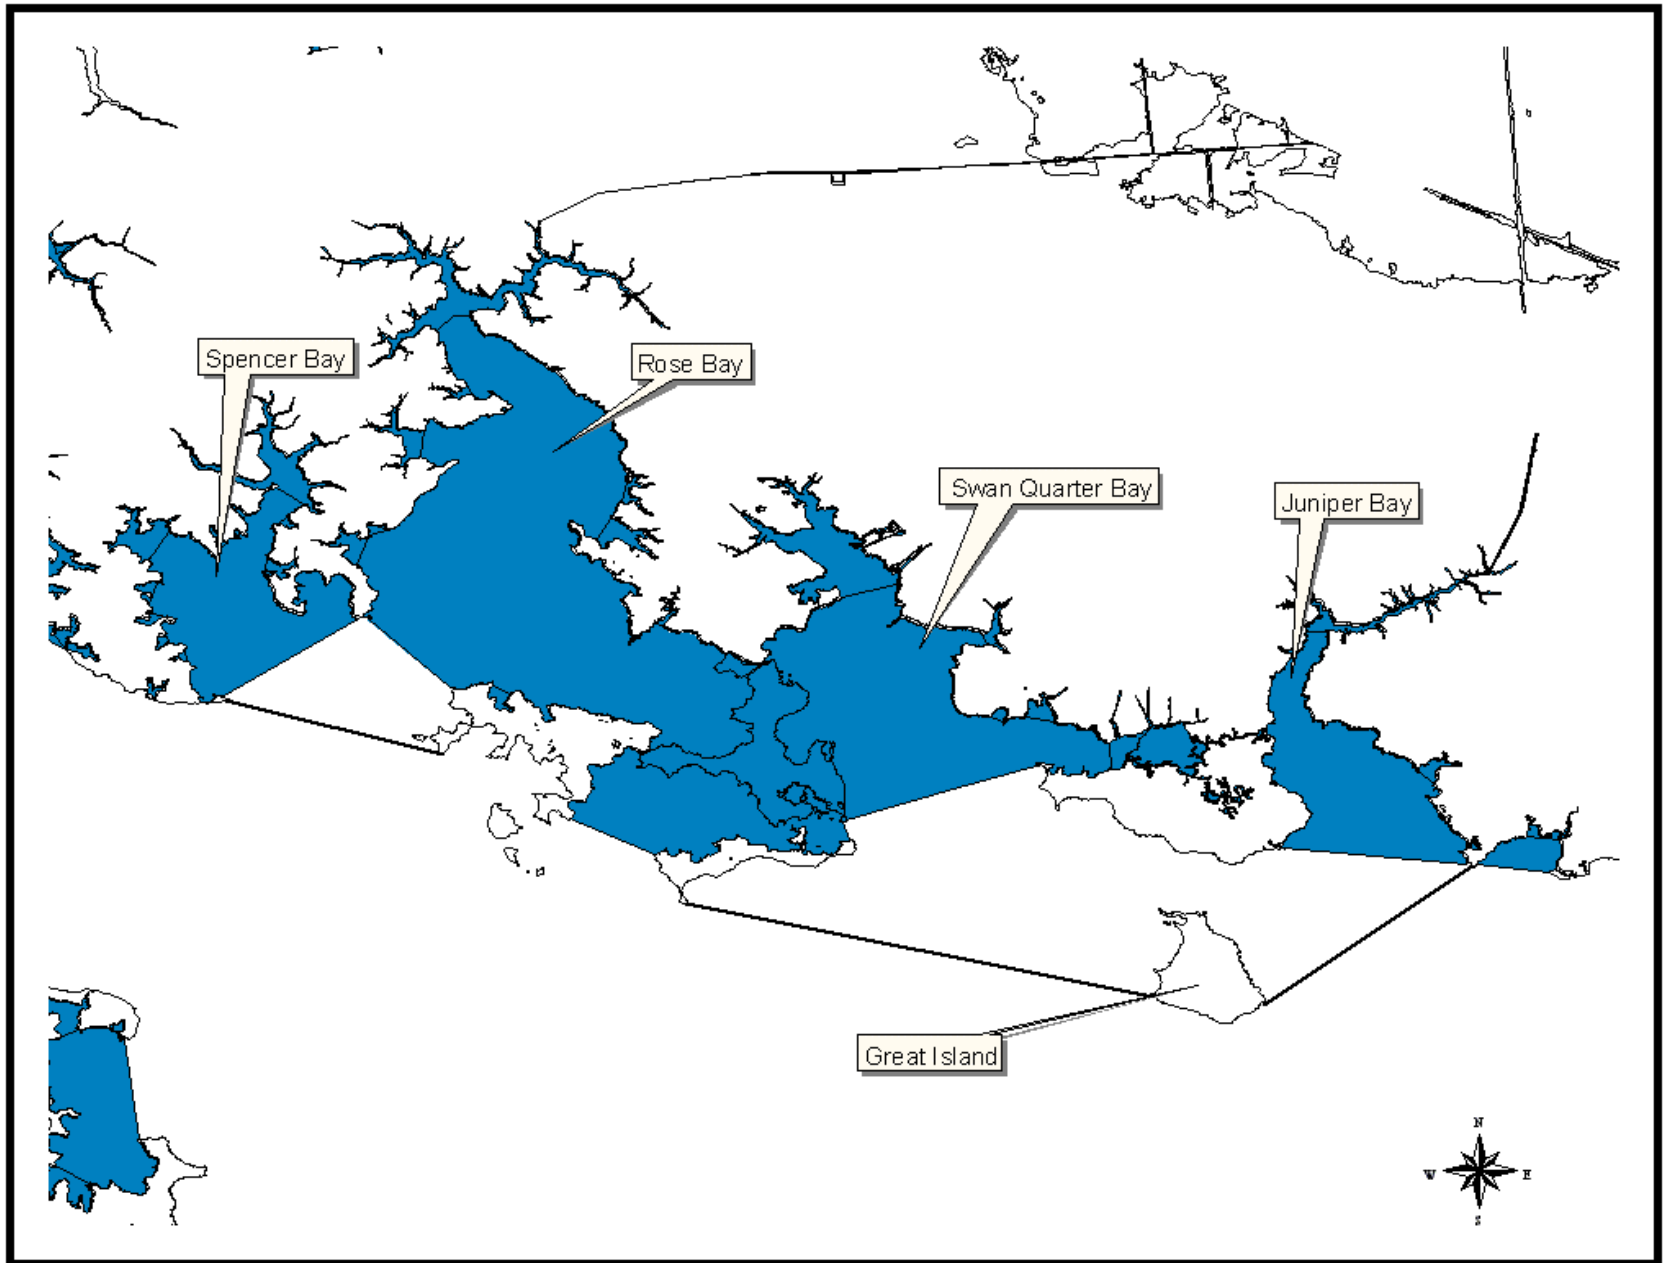 Spencer Bay
Rose Bay
Swan Quarter Bay
Juniper Bay
Great Island
N
W E
S